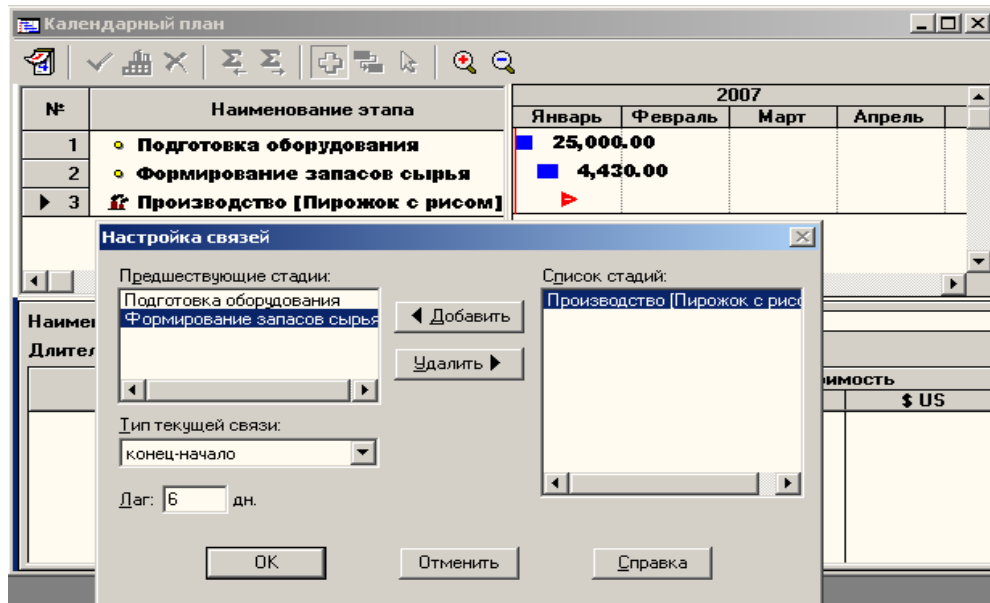 Календарный план
2007
№ Наименование этапа Январь Февраль Март Апрель
1 Подготовка оборудования 25,000.00
2 Формирование запасов сырья 4,430.00
3 Производство [Пирожок с рисом]
Настройка связей
Предшествующие стадии: Список стадий:
Подготовка оборудования
Формирование запасов сырья
Производство [Пирожок с рисо
Добавить
Удалить
Наимен
Длител
имость
$ US
Тип текущей связи:
конец-начало
Лаг: 6 дн.
OK Отменить Справка